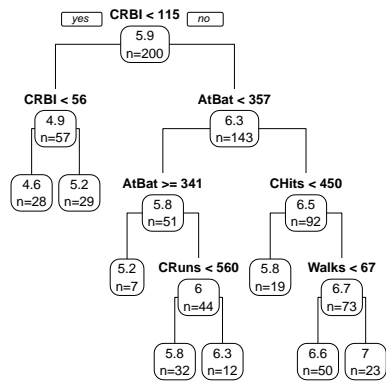 CRBI < 115
yes
no
5.9
n=200
CRBI < 56
AtBat < 357
4.9
n=57
6.3
n=143
AtBat >= 341
CHits < 450
4.6
n=28
5.2
n=29
5.8
n=51
6.5
n=92
CRuns < 560
Walks < 67
5.2
n=7
6
n=44
5.8
n=19
6.7
n=73
5.8
n=32
6.3
n=12
6.6
n=50
7
n=23